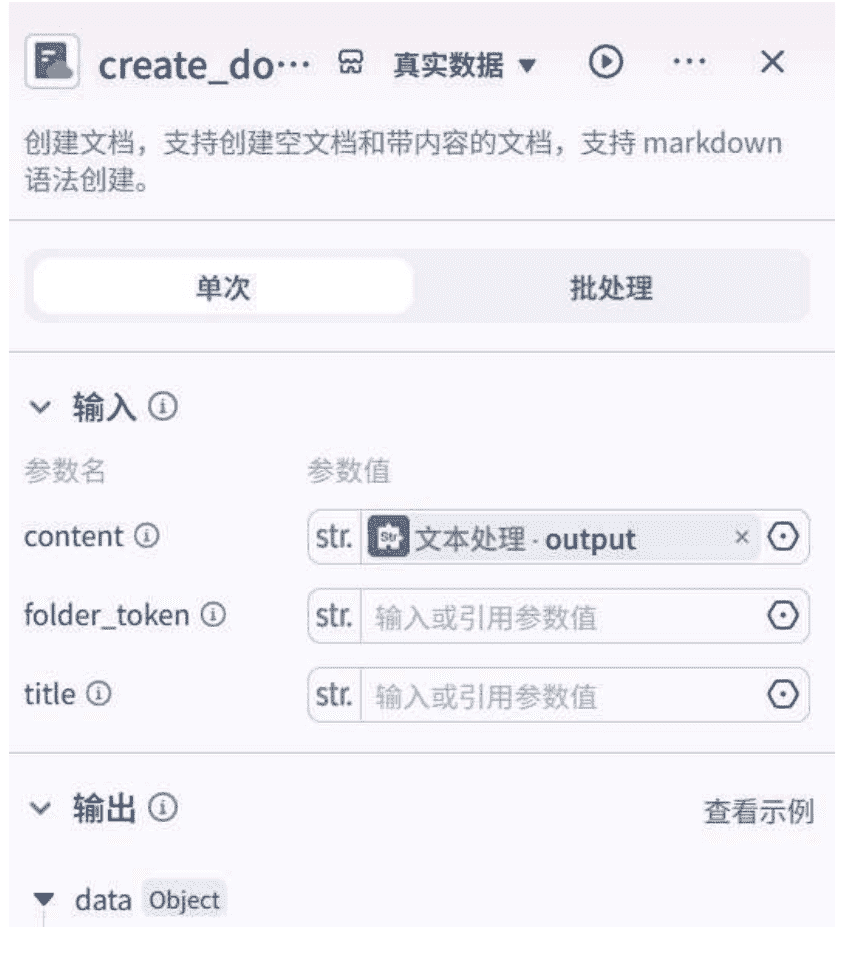 create_do···
真实数据
创建文档，支持创建空文档和带内容的文档，支持 markdown
语法创建。
单次
批处理
输入
参数名
参数值
content
str.
Str
文本处理 · output
folder_token
str.
输入或引用参数值
title
str.
输入或引用参数值
输出
查看示例
data
Object